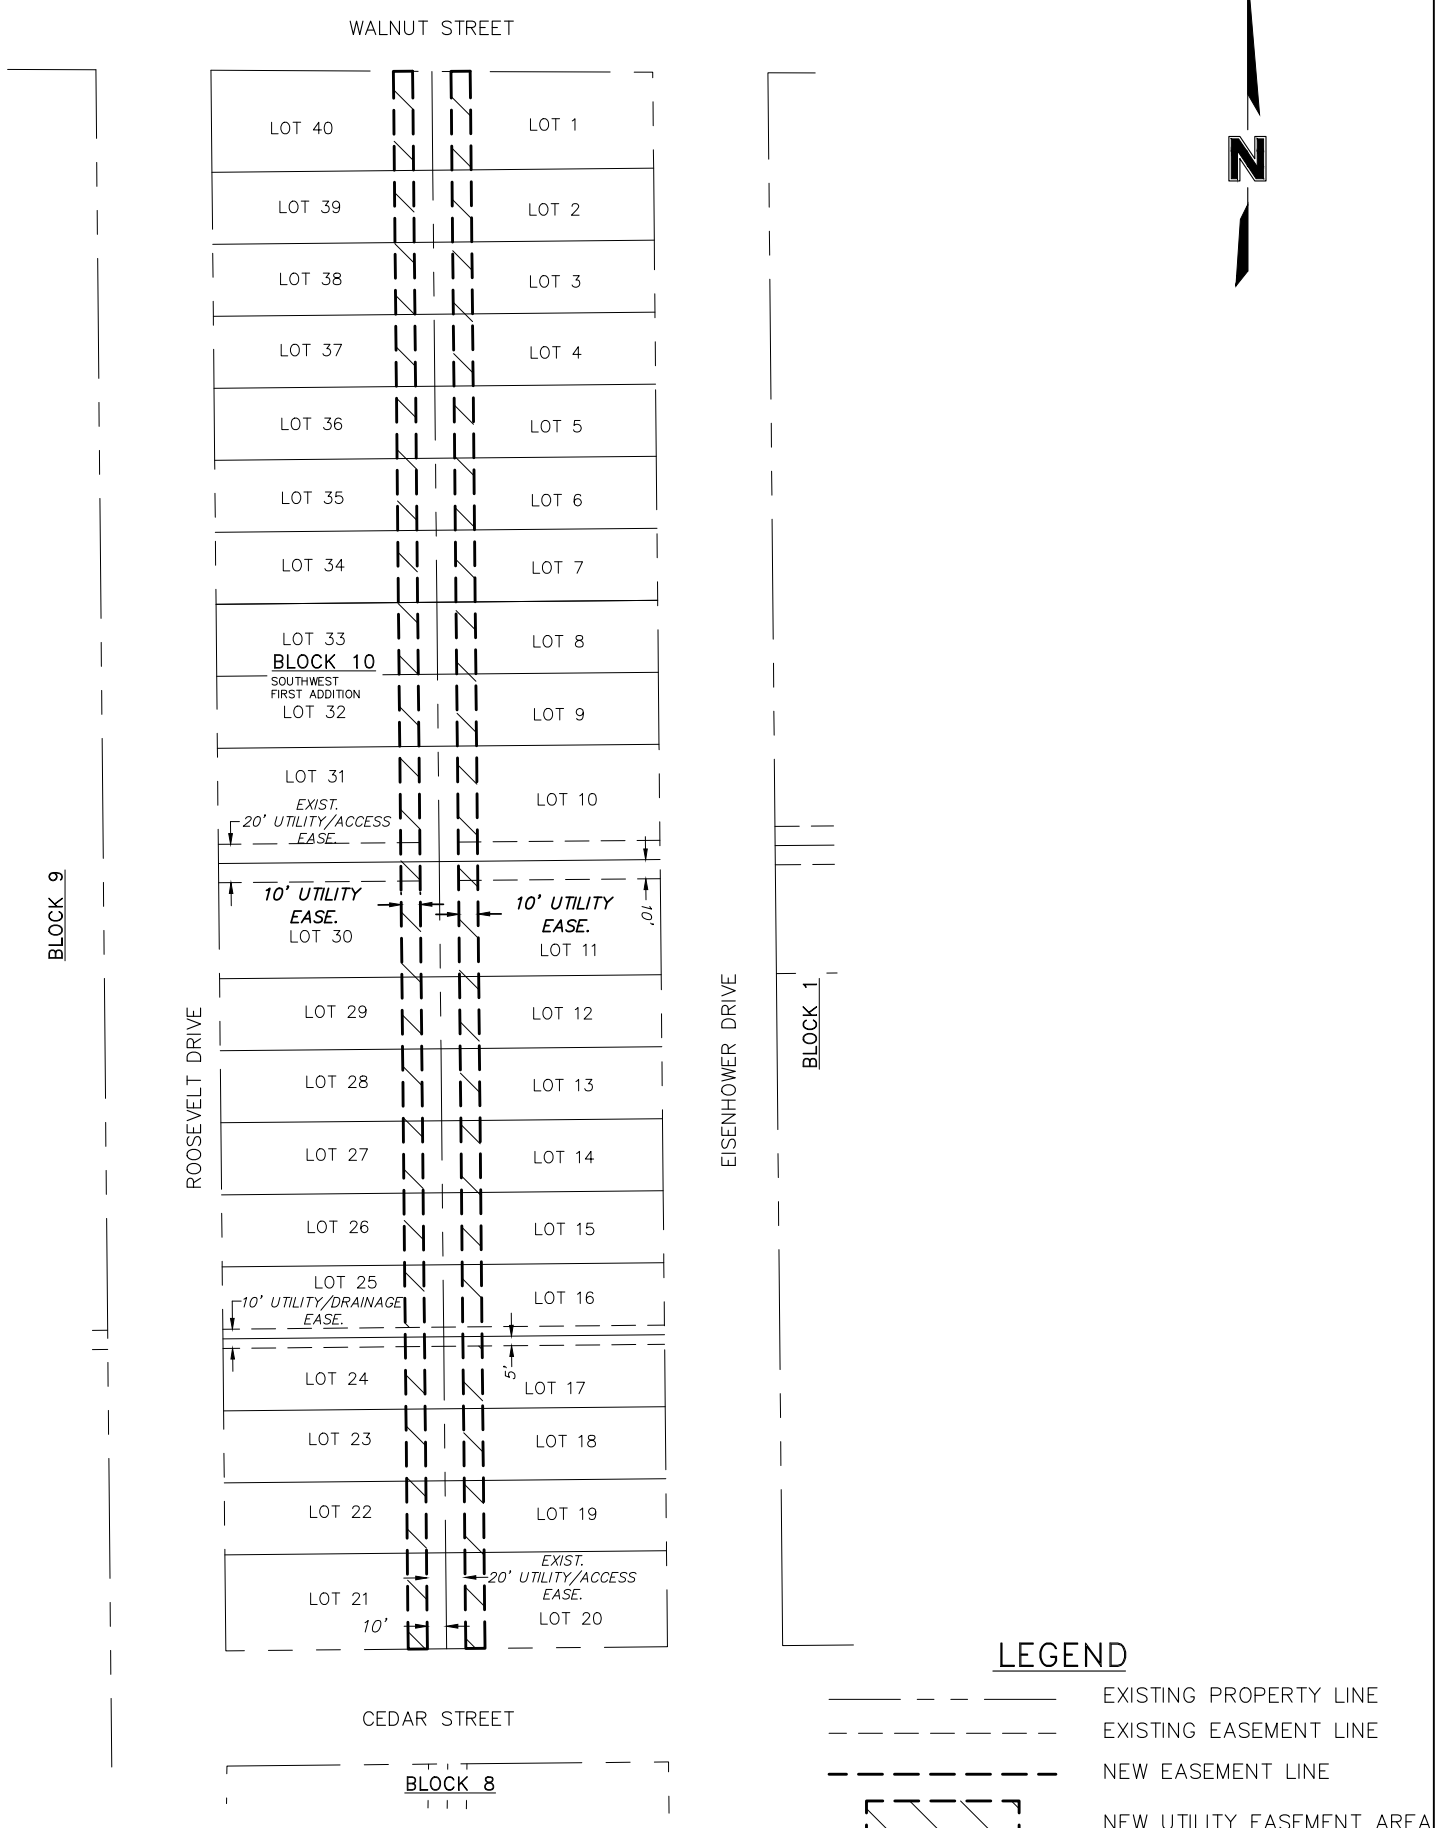 WALNUT STREET
N
LOT 40
LOT 1
LOT 39
LOT 2
LOT 38
LOT 3
LOT 37
LOT 4
LOT 36
LOT 5
LOT 35
LOT 6
LOT 34
LOT 7
LOT 33
LOT 8
BLOCK 10
SOUTHWEST
FIRST ADDITION
LOT 32
LOT 9
LOT 31
LOT 10
EXIST.
20' UTILITY/ACCESS
EASE.
10' UTILITY
EASE.
10' UTILITY
EASE.
10'
LOT 30
LOT 11
BLOCK 9
LOT 29
LOT 12
ROOSEVELT DRIVE
EISENHOWER DRIVE
BLOCK 1
LOT 28
LOT 13
LOT 27
LOT 14
LOT 26
LOT 15
LOT 25
10' UTILITY/DRAINAGE
EASE.
LOT 16
5'
LOT 24
LOT 17
LOT 23
LOT 18
LOT 22
LOT 19
EXIST.
20' UTILITY/ACCESS
EASE.
LOT 21
LOT 20
10'
CEDAR STREET
BLOCK 8
LEGEND
EXISTING PROPERTY LINE
EXISTING EASEMENT LINE
NEW EASEMENT LINE
NEW UTILITY EASEMENT AREA